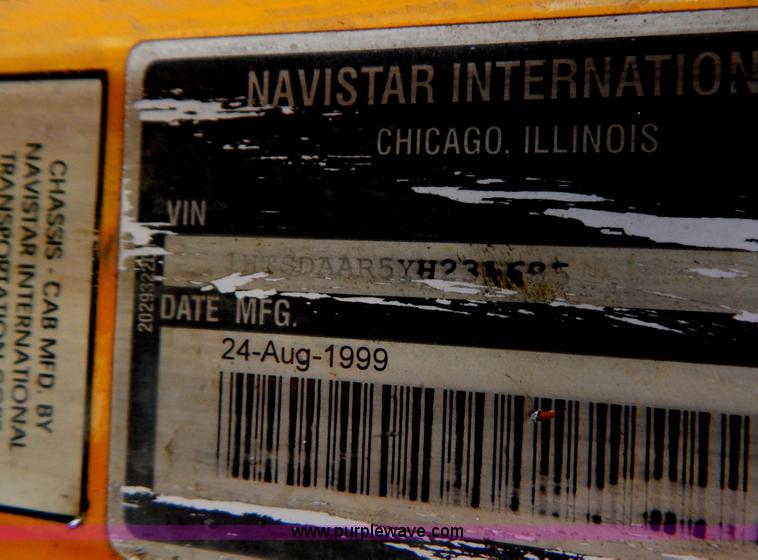 CHASSIS - CAB MFD. BY
NAVISTAR INTERNATIONAL
NAVISTAR INTERNATION
CHICAGO, ILLINOIS
VIN
DATE MFG.
24-Aug-1999
www.purplewave.com